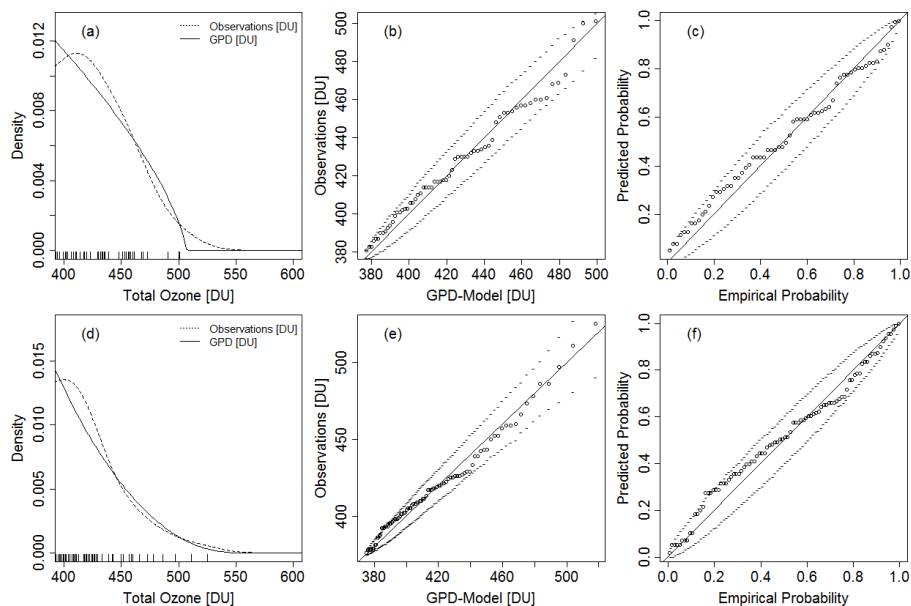 (a)
Observations [DU]
GPD [DU]
Density
0.000 0.004 0.008 0.012
400 450 500 550 600
Total Ozone [DU]
(b)
Observations [DU]
380 400 420 440 460 500
380 400 420 440 460 480 500
GPD-Model [DU]
(c)
Predicted Probability
0.2 0.4 0.6 0.8 1.0
0.0 0.2 0.4 0.6 0.8 1.0
Empirical Probability
(d)
Observations [DU]
GPD [DU]
Density
0.000 0.005 0.010 0.015
400 450 500 550 600
Total Ozone [DU]
(e)
Observations [DU]
400 450 500
380 400 420 440 460 480 500
GPD-Model [DU]
(f)
Predicted Probability
0.0 0.2 0.4 0.6 0.8 1.0
0.0 0.2 0.4 0.6 0.8 1.0
Empirical Probability